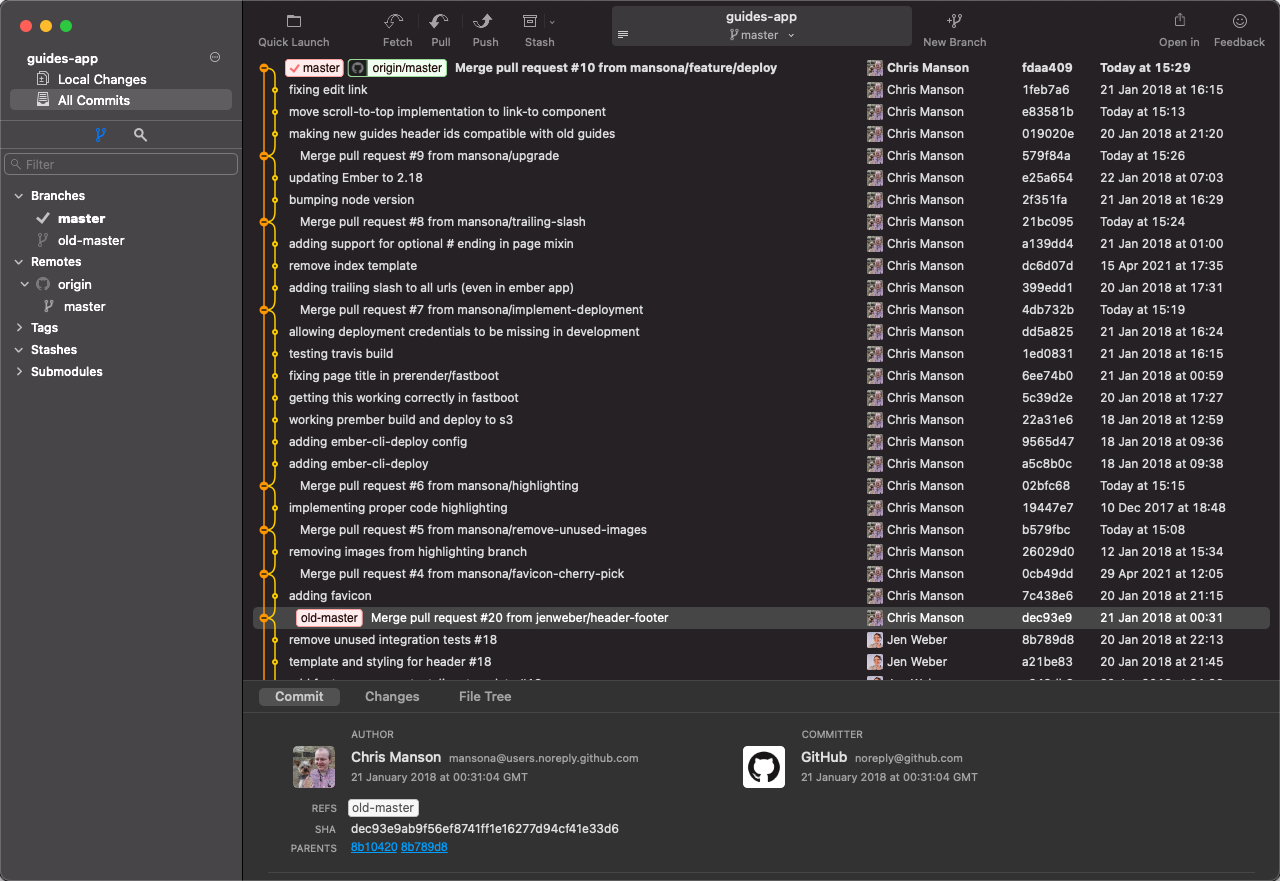 guides-app
Local Changes
All Commits
Filter
Branches
master
old-master
Remotes
origin
master
Tags
Stashes
Submodules
Quick Launch
Fetch
Pull
Push
Stash
guides-app
master
New Branch
Open in
Feedback
master origin/master Merge pull request #10 from mansona/feature/deploy Chris Manson fdaa409 Today at 15:29
fixing edit link Chris Manson 1feb7a6 21 Jan 2018 at 16:15
move scroll-to-top implementation to link-to component Chris Manson e83581b Today at 15:13
making new guides header ids compatible with old guides Chris Manson 019020e 20 Jan 2018 at 21:20
Merge pull request #9 from mansona/upgrade Chris Manson 579f84a Today at 15:26
updating Ember to 2.18 Chris Manson e25a654 22 Jan 2018 at 07:03
bumping node version Chris Manson 2f351fa 21 Jan 2018 at 16:29
Merge pull request #8 from mansona/trailing-slash Chris Manson 21bc095 Today at 15:24
adding support for optional # ending in page mixin Chris Manson a139dd4 21 Jan 2018 at 01:00
remove index template Chris Manson dc6d07d 15 Apr 2021 at 17:35
adding trailing slash to all urls (even in ember app) Chris Manson 399edd1 20 Jan 2018 at 17:31
Merge pull request #7 from mansona/implement-deployment Chris Manson 4db732b Today at 15:19
allowing deployment credentials to be missing in development Chris Manson dd5a825 21 Jan 2018 at 16:24
testing travis build Chris Manson 1ed0831 21 Jan 2018 at 16:15
fixing page title in prerender/fastboot Chris Manson 6ee74b0 21 Jan 2018 at 00:59
getting this working correctly in fastboot Chris Manson 5c39d2e 20 Jan 2018 at 17:27
working prember build and deploy to s3 Chris Manson 22a31e6 18 Jan 2018 at 12:59
adding ember-cli-deploy config Chris Manson 9565d47 18 Jan 2018 at 09:36
adding ember-cli-deploy Chris Manson a5c8b0c 18 Jan 2018 at 09:38
Merge pull request #6 from mansona/highlighting Chris Manson 02bfc68 Today at 15:15
implementing proper code highlighting Chris Manson 19447e7 10 Dec 2017 at 18:48
Merge pull request #5 from mansona/remove-unused-images Chris Manson b579fbc Today at 15:08
removing images from highlighting branch Chris Manson 26029d0 12 Jan 2018 at 15:34
Merge pull request #4 from mansona/favicon-cherry-pick Chris Manson 0cb49dd 29 Apr 2021 at 12:05
adding favicon Chris Manson 7c438e6 20 Jan 2018 at 21:15
old-master Merge pull request #20 from jenweber/header-footer Chris Manson dec93e9 21 Jan 2018 at 00:31
remove unused integration tests #18 Jen Weber 8b789d8 20 Jan 2018 at 22:13
template and styling for header #18 Jen Weber a21be83 20 Jan 2018 at 21:45
Commit Changes File Tree
AUTHOR
Chris Manson mansona@users.noreply.github.com
21 January 2018 at 00:31:04 GMT
COMMITTER
GitHub noreply@github.com
21 January 2018 at 00:31:04 GMT
REFS old-master
SHA dec93e9ab9f56ef8741ff1e16277d94cf41e33d6
PARENTS 8b10420 8b789d8